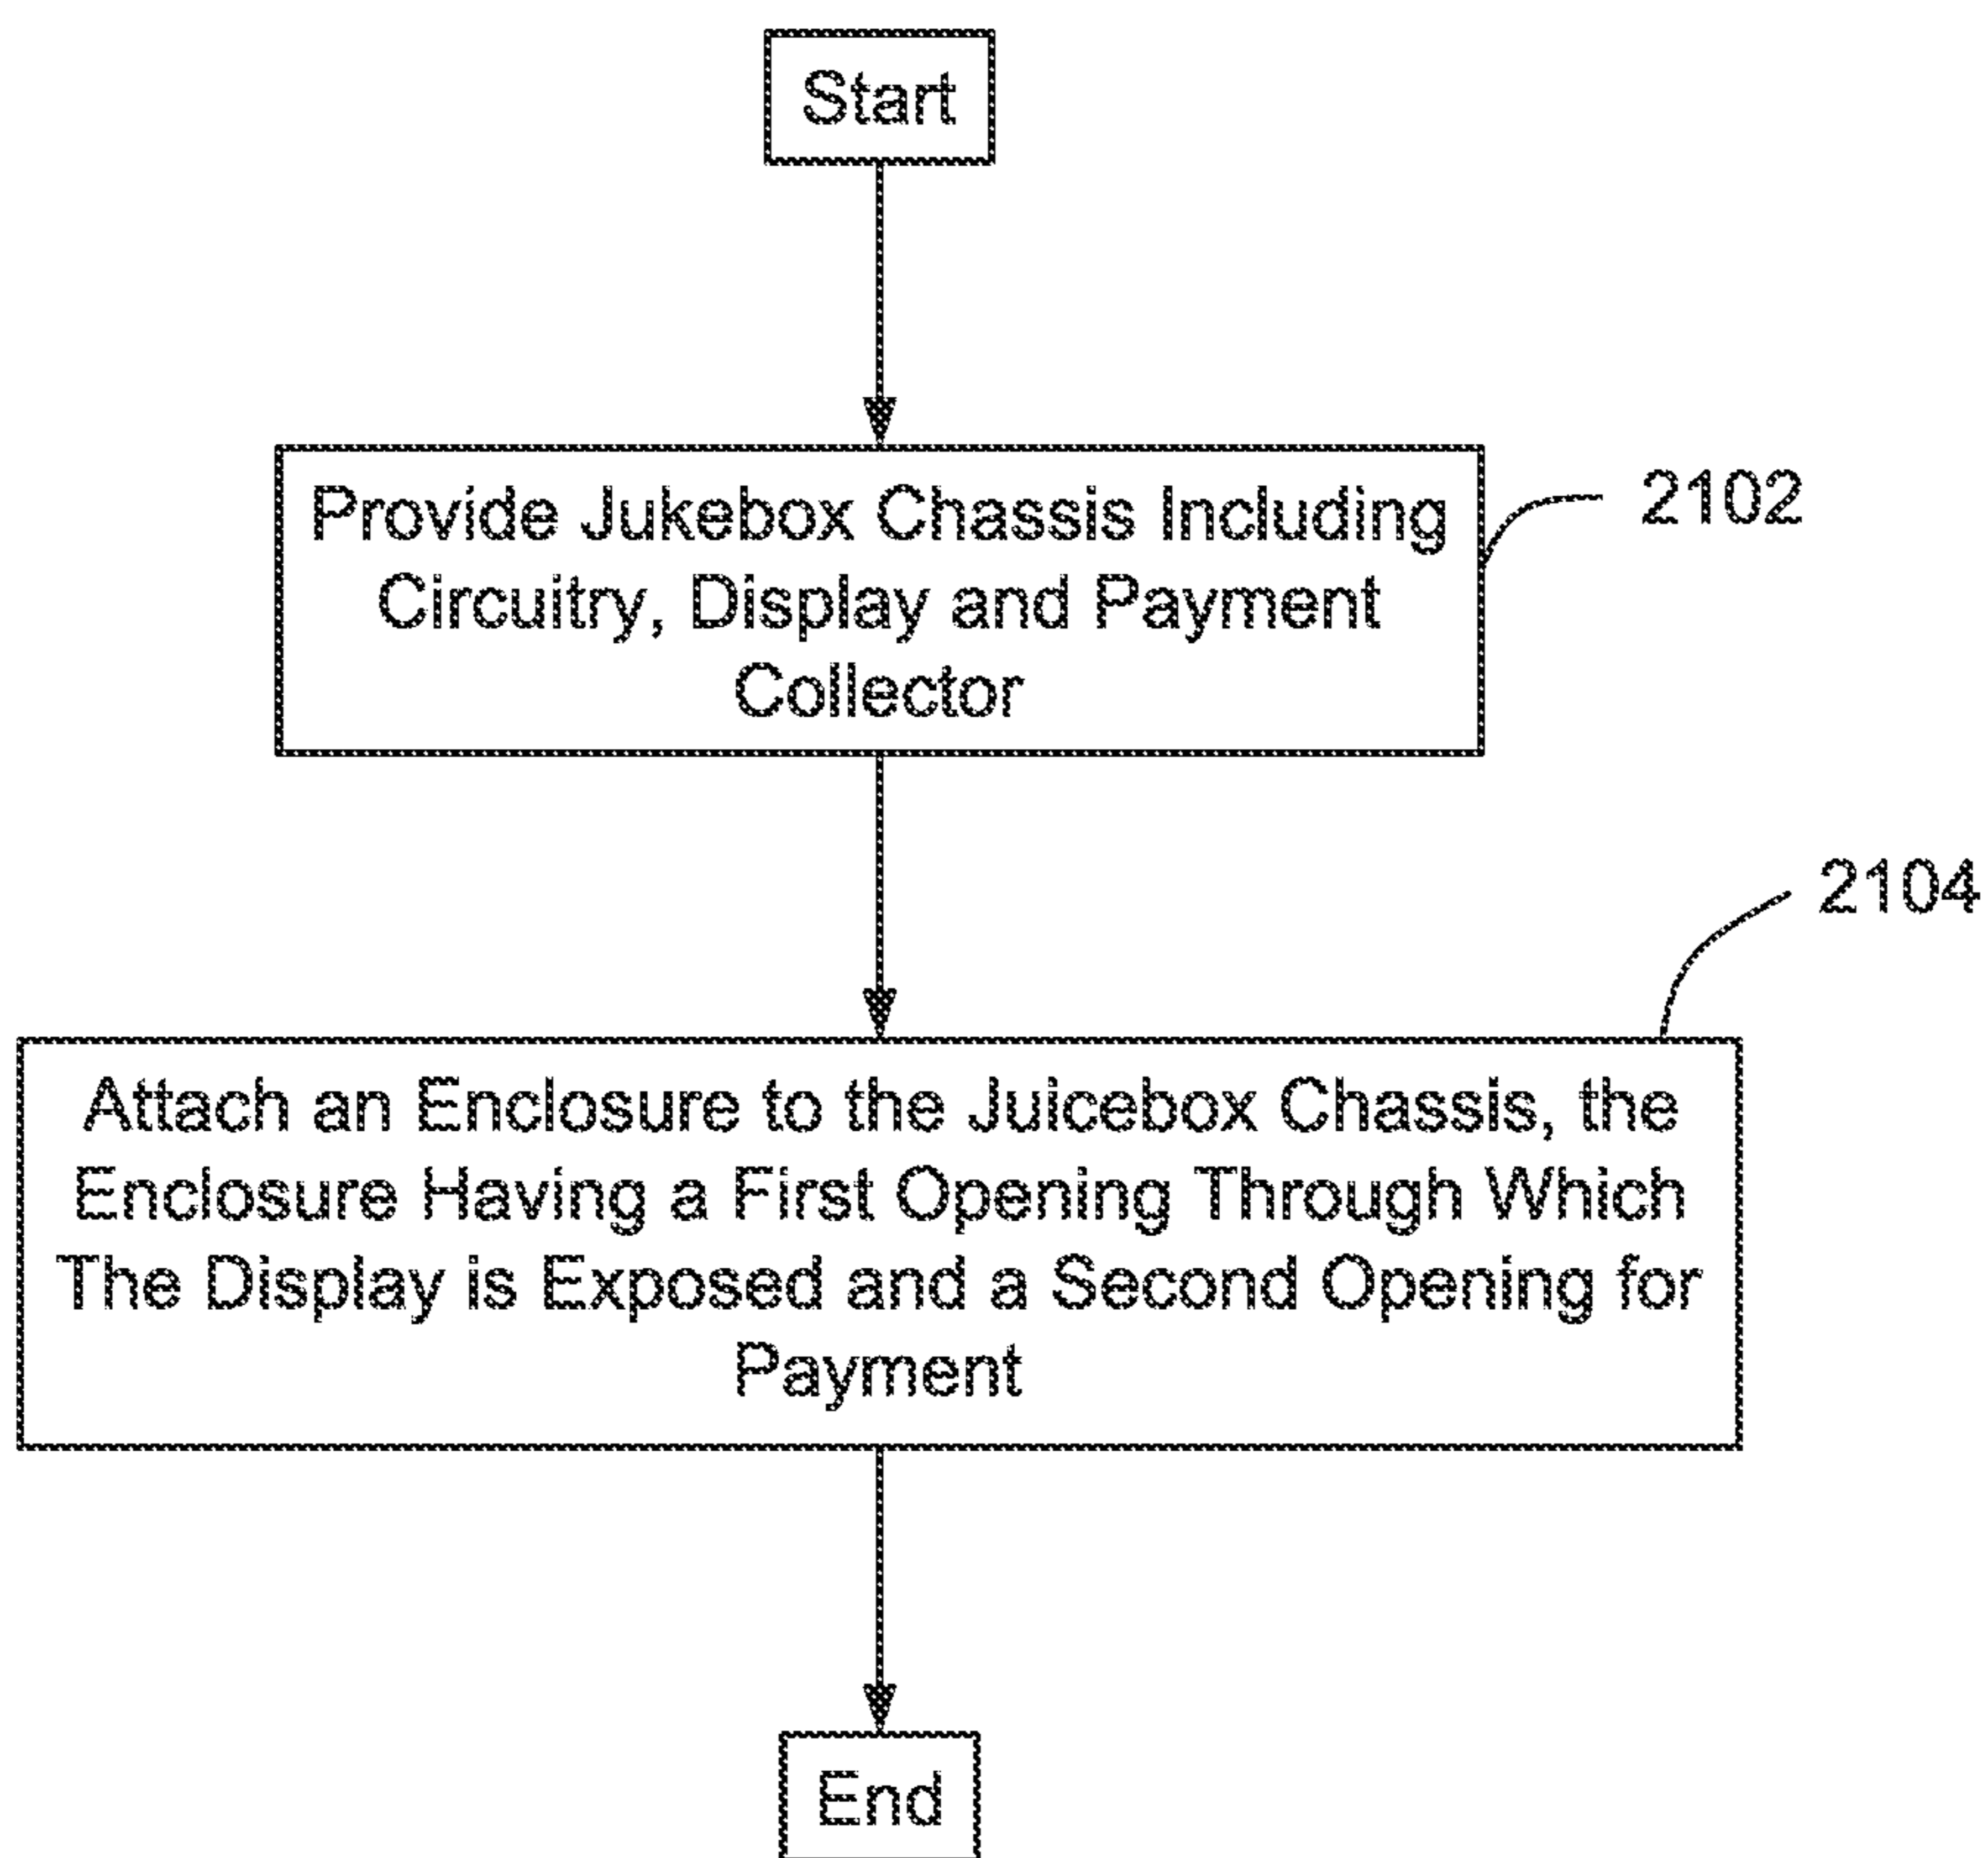 Start
Provide Jukebox Chassis Including
Circuitry, Display and Payment
Collector
2102
2104
Attach an Enclosure to the Juicebox Chassis, the
Enclosure Having a First Opening Through Which
The Display is Exposed and a Second Opening for
Payment
End